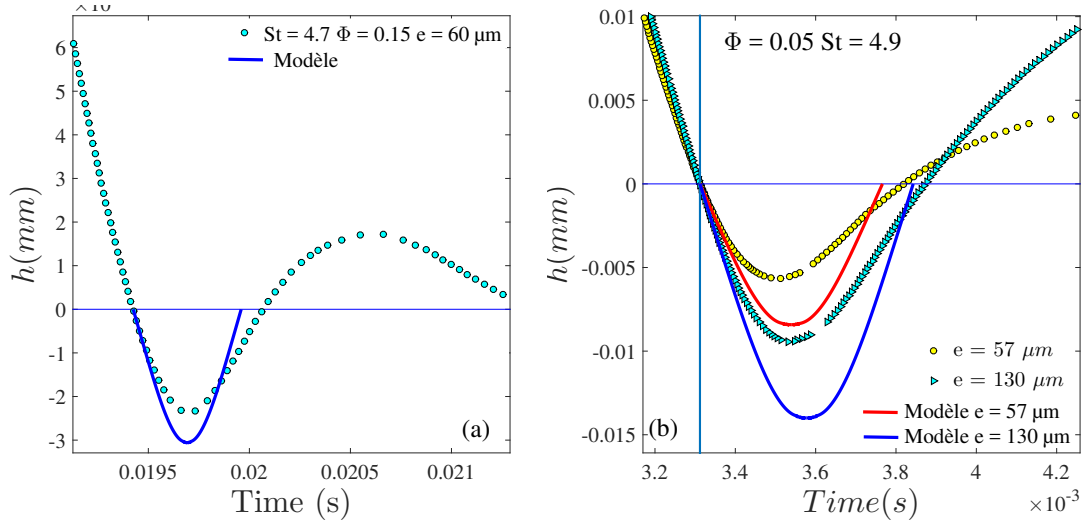 ×10
St = 4.7 Φ = 0.15 e = 60 μm
Modèle
6
5
4
3
2
1
0
-1
-2
-3
h(mm)
(a)
0.0195
0.02
0.0205
0.021
Time (s)
Φ = 0.05 St = 4.9
0.01
0.005
0
-0.005
-0.01
-0.015
h(mm)
e = 57 μm
e = 130 μm
Modèle e = 57 μm
Modèle e = 130 μm
(b)
3.2
3.4
3.6
3.8
4
4.2
×10⁻³
Time(s)